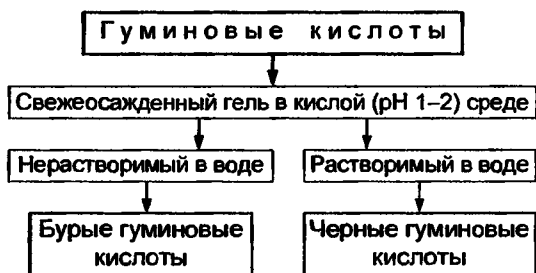 Гуминовые кислоты
Свежеосажденный гель в кислой (pH 1–2) среде
Нерастворимый в воде
Растворимый в воде
Бурые гуминовые
кислоты
Черные гуминовые
кислоты